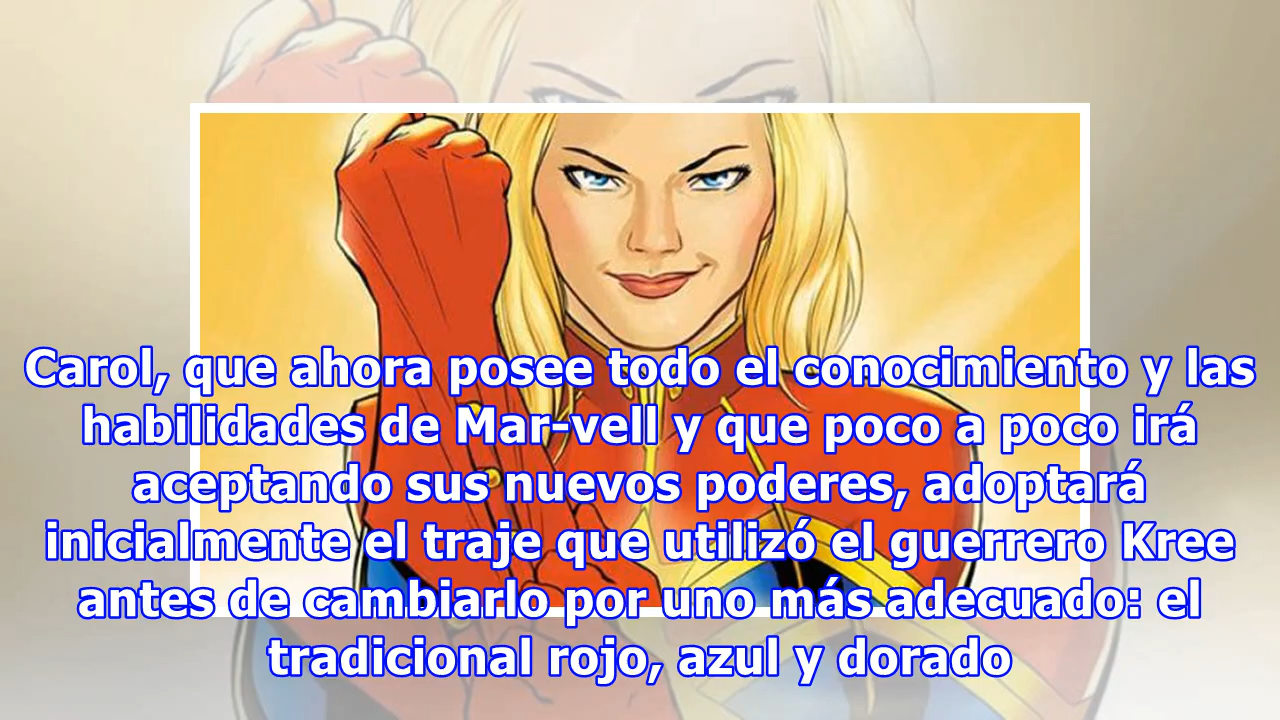 Carol, que ahora posee todo el conocimiento y las
habilidades de Mar-vell y que poco a poco irá
aceptando sus nuevos poderes, adoptará
inicialmente el traje que utilizó el guerrero Kree
antes de cambiarlo por uno más adecuado: el
tradicional rojo, azul y dorado